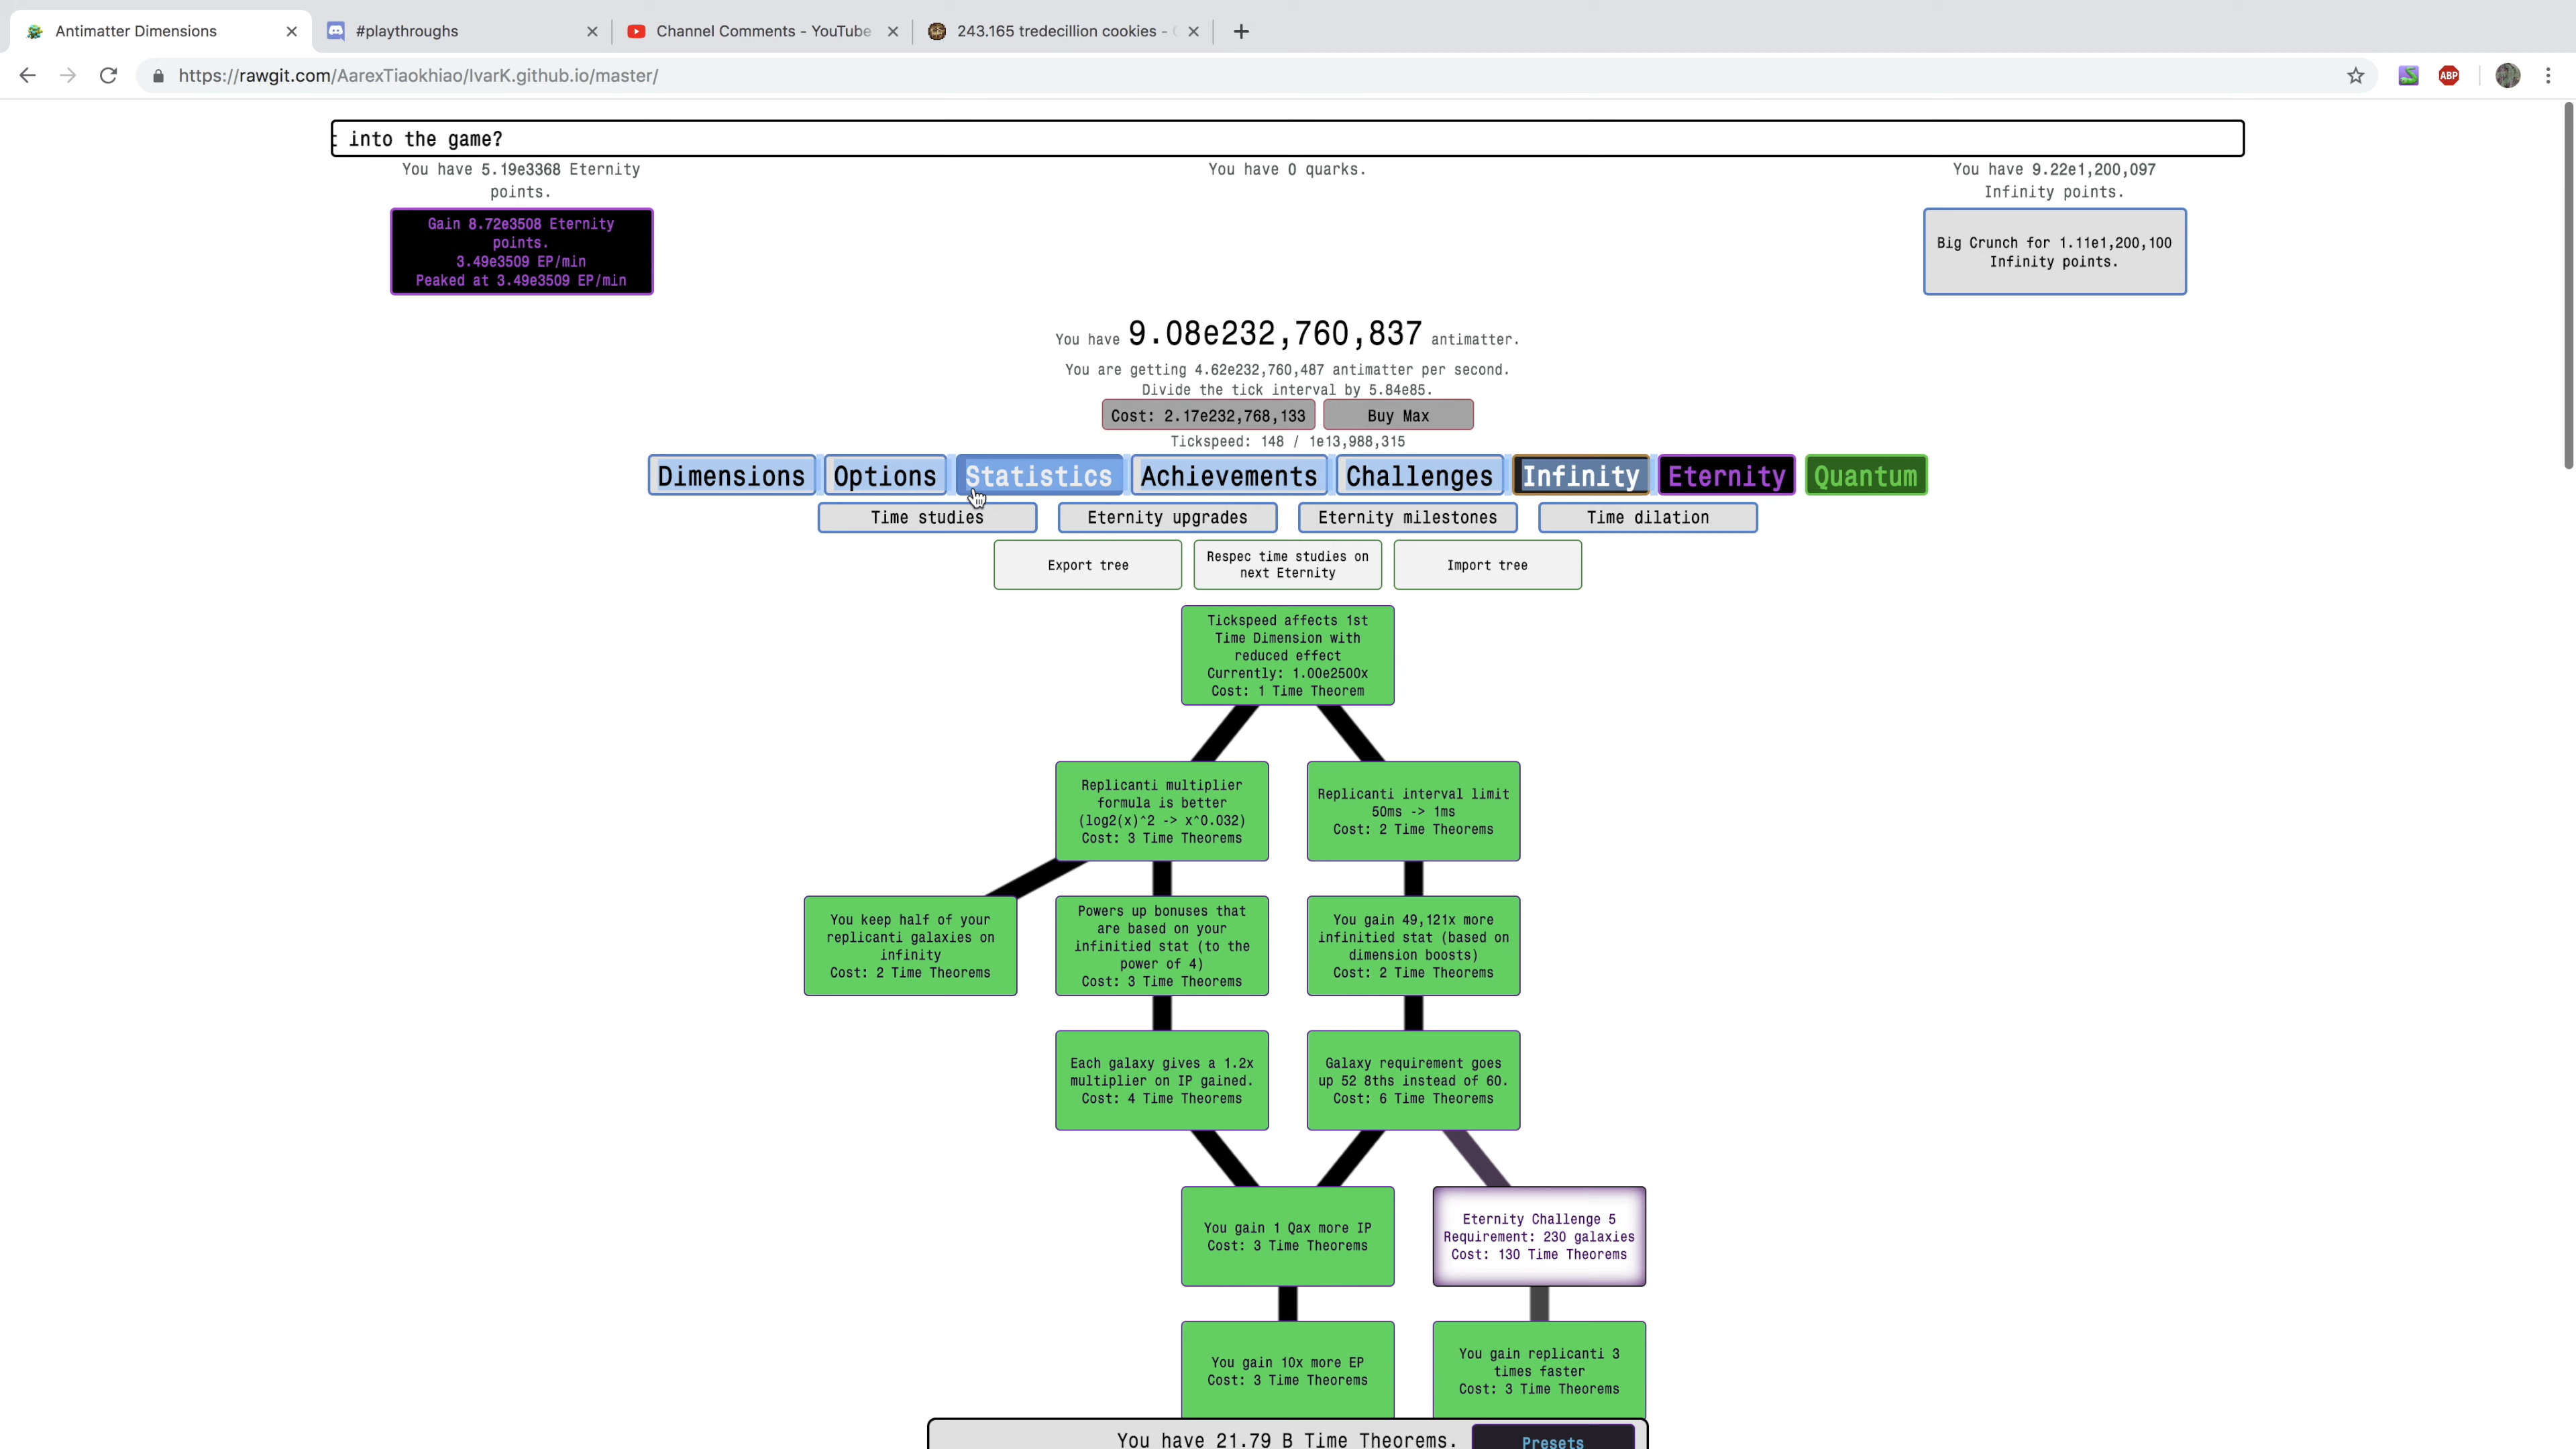 Antimatter Dimensions
#playthroughs
Channel Comments - YouTube
243.165 tredecillion cookies -
https://rawgit.com/AarexTiaokhiao/IvarK.github.io/master/
ABP
into the game?
You have 5.19e3368 Eternity
points.
You have 0 quarks.
You have 9.22e1,200,097
Infinity points.
Gain 8.72e3508 Eternity
points.
3.49e3509 EP/min
Peaked at 3.49e3509 EP/min
Big Crunch for 1.11e1,200,100
Infinity points.
You have 9.08e232,760,837 antimatter.
You are getting 4.62e232,760,487 antimatter per second.
Divide the tick interval by 5.84e85.
Cost: 2.17e232,768,133
Buy Max
Tickspeed: 148 / 1e13,988,315
Dimensions
Options
Statistics
Achievements
Challenges
Infinity
Eternity
Quantum
Time studies
Eternity upgrades
Eternity milestones
Time dilation
Export tree
Respec time studies on
next Eternity
Import tree
Tickspeed affects 1st
Time Dimension with
reduced effect
Currently: 1.00e2500x
Cost: 1 Time Theorem
Replicanti multiplier
formula is better
(log2(x)^2 -> x^0.032)
Cost: 3 Time Theorems
Replicanti interval limit
50ms -> 1ms
Cost: 2 Time Theorems
You keep half of your
replicanti galaxies on
infinity
Cost: 2 Time Theorems
Powers up bonuses that
are based on your
infinitied stat (to the
power of 4)
Cost: 3 Time Theorems
You gain 49,121x more
infinitied stat (based on
dimension boosts)
Cost: 2 Time Theorems
Each galaxy gives a 1.2x
multiplier on IP gained.
Cost: 4 Time Theorems
Galaxy requirement goes
up 52 8ths instead of 60.
Cost: 6 Time Theorems
You gain 1 Qax more IP
Cost: 3 Time Theorems
Eternity Challenge 5
Requirement: 230 galaxies
Cost: 130 Time Theorems
You gain 10x more EP
Cost: 3 Time Theorems
You gain replicanti 3
times faster
Cost: 3 Time Theorems
You have 21.79 B Time Theorems.
Presets